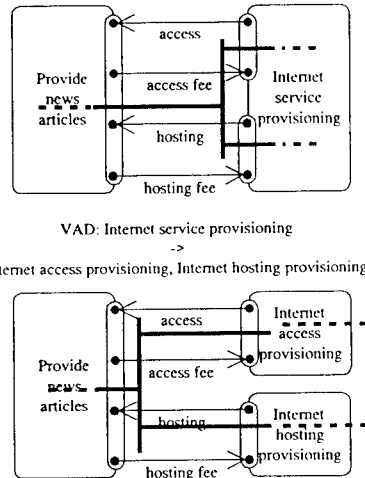 access
Provide
news
articles
access fee
Internet
service
provisioning
hosting
hosting fee
VAD: Internet service provisioning
->
ternet access provisioning, Internet hosting provisioning
access
Internet
access
provisioning
Provide
news
articles
access fee
hosting
Internet
hosting
provisioning
hosting fee